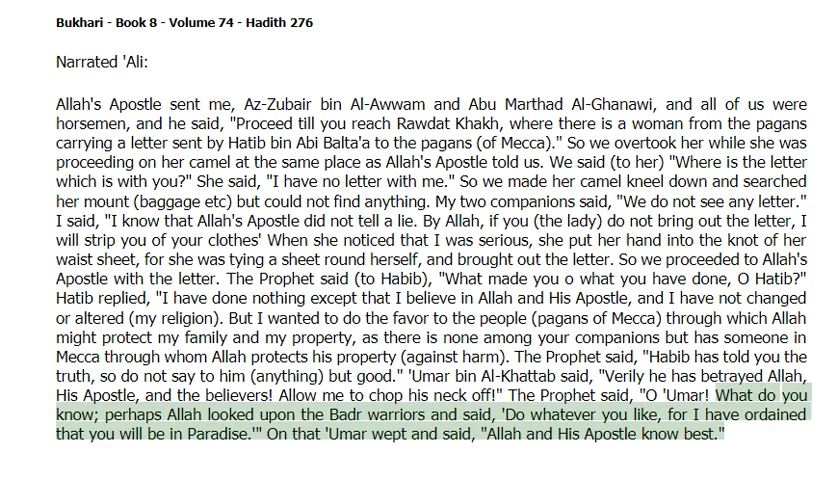 Bukhari - Book 8 - Volume 74 - Hadith 276
Narrated 'Ali:
Allah's Apostle sent me, Az-Zubair bin Al-Awwam and Abu Marthad Al-Ghanawi, and all of us were
horsemen, and he said, "Proceed till you reach Rawdat Khakh, where there is a woman from the pagans
carrying a letter sent by Hatib bin Abi Balta'a to the pagans (of Mecca)." So we overtook her while she was
proceeding on her camel at the same place as Allah's Apostle told us. We said (to her) "Where is the letter
which is with you?" She said, "I have no letter with me." So we made her camel kneel down and searched
her mount (baggage etc) but could not find anything. My two companions said, "We do not see any letter."
I said, "I know that Allah's Apostle did not tell a lie. By Allah, if you (the lady) do not bring out the letter, I
will strip you of your clothes' When she noticed that I was serious, she put her hand into the knot of her
waist sheet, for she was tying a sheet round herself, and brought out the letter. So we proceeded to Allah's
Apostle with the letter. The Prophet said (to Habib), "What made you o what you have done, O Hatib?"
Hatib replied, "I have done nothing except that I believe in Allah and His Apostle, and I have not changed
or altered (my religion). But I wanted to do the favor to the people (pagans of Mecca) through which Allah
might protect my family and my property, as there is none among your companions but has someone in
Mecca through whom Allah protects his property (against harm). The Prophet said, "Habib has told you the
truth, so do not say to him (anything) but good." 'Umar bin Al-Khattab said, "Verily he has betrayed Allah,
His Apostle, and the believers! Allow me to chop his neck off!" The Prophet said, "O 'Umar! What do you
know; perhaps Allah looked upon the Badr warriors and said, 'Do whatever you like, for I have ordained
that you will be in Paradise.'" On that 'Umar wept and said, "Allah and His Apostle know best."